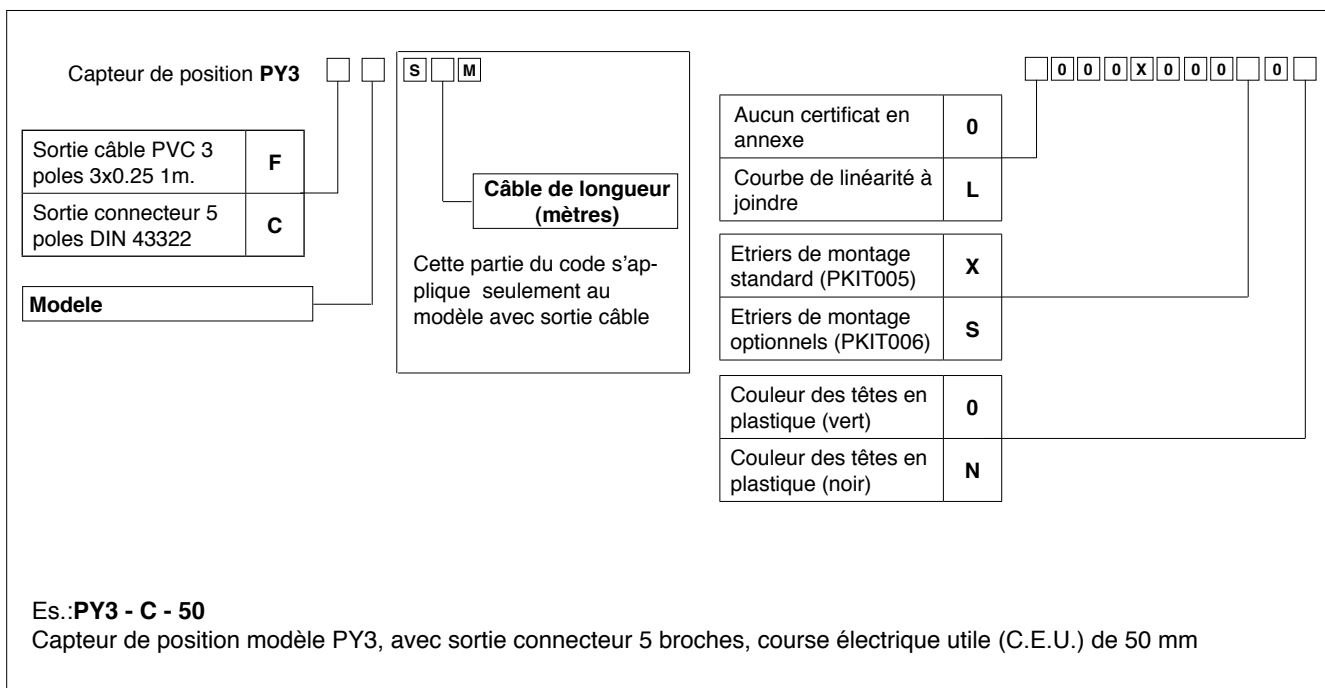 Capteur de position PY3
S M
0 0 0 X 0 0 0 0
Sortie câble PVC 3
poles 3x0.25 1m.
F
Sortie connecteur 5
poles DIN 43322
C
Modele
Câble de longueur
(mètres)
Cette partie du code s'ap-
plique seulement au
modèle avec sortie câble
Aucun certificat en
annexe
0
Courbe de linéarité à
joindre
L
Etriers de montage
standard (PKIT005)
X
Etriers de montage
optionnels (PKIT006)
S
Couleur des têtes en
plastique (vert)
0
Couleur des têtes en
plastique (noir)
N
Es.:PY3 - C - 50
Capteur de position modèle PY3, avec sortie connecteur 5 broches, course électrique utile (C.E.U.) de 50 mm